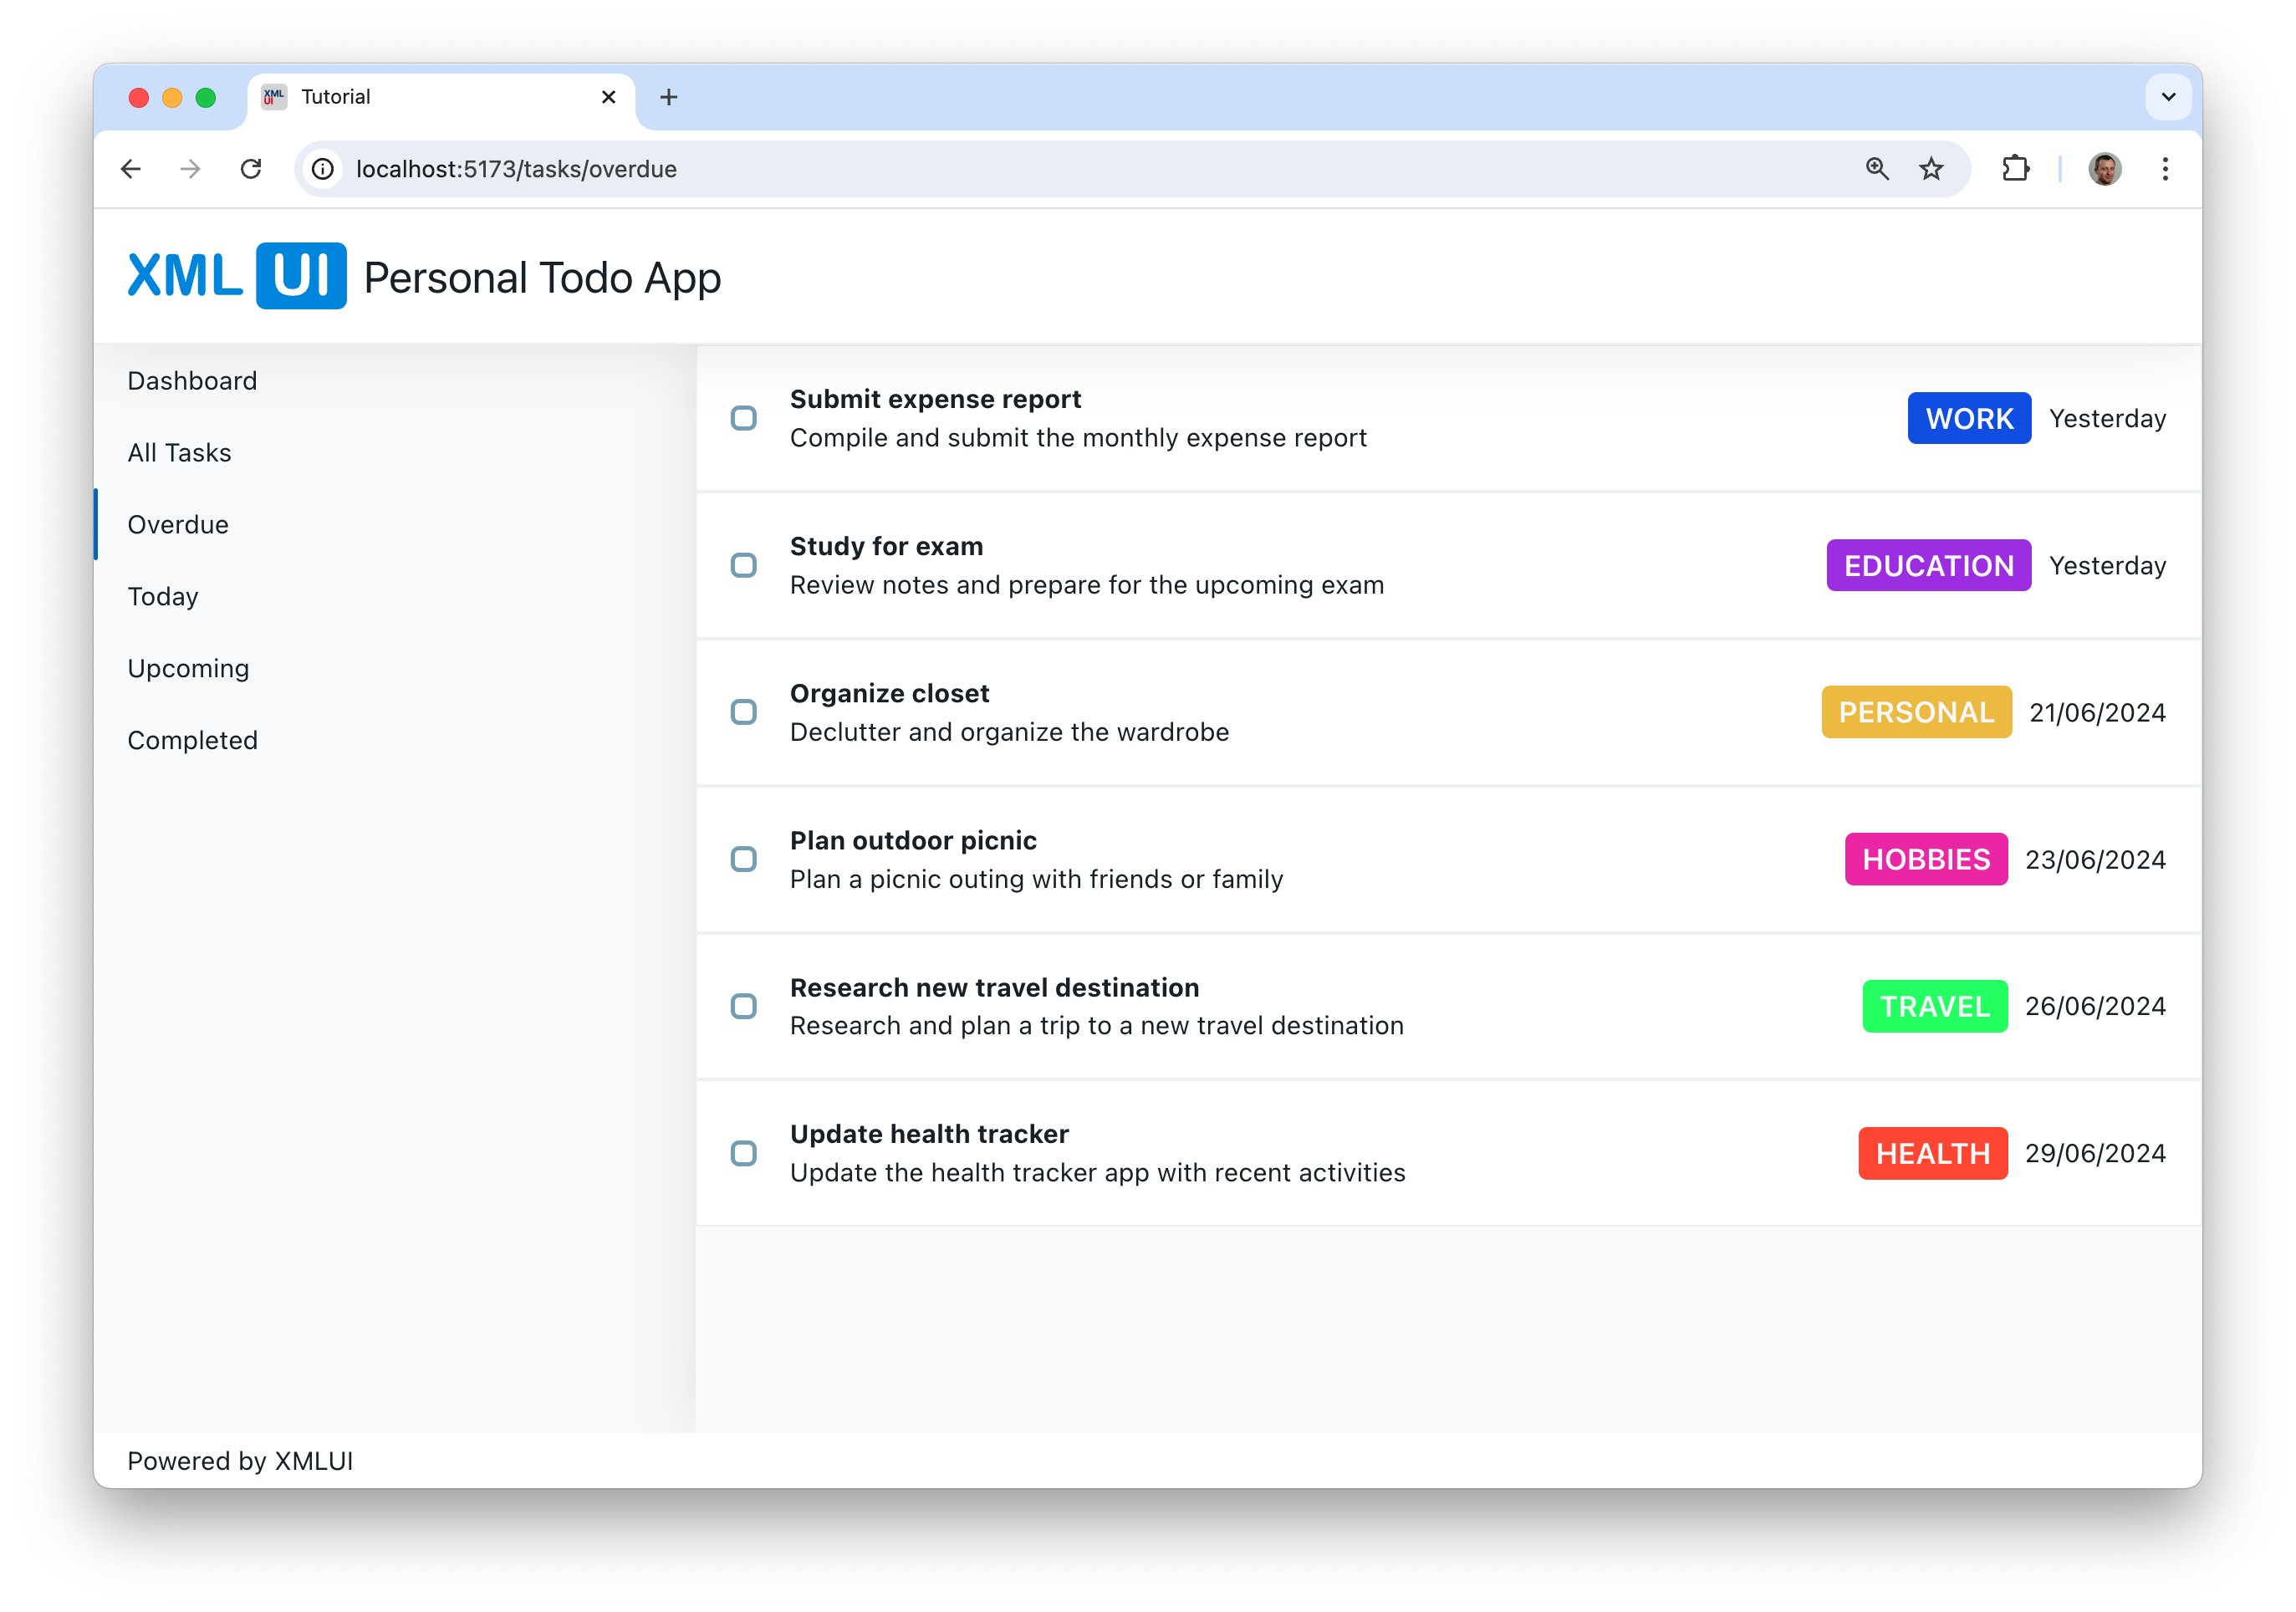 XML UI Tutorial
localhost:5173/tasks/overdue
XML UI Personal Todo App
Dashboard
All Tasks
Overdue
Today
Upcoming
Completed
Submit expense report
Compile and submit the monthly expense report
WORK Yesterday
Study for exam
Review notes and prepare for the upcoming exam
EDUCATION Yesterday
Organize closet
Declutter and organize the wardrobe
PERSONAL 21/06/2024
Plan outdoor picnic
Plan a picnic outing with friends or family
HOBBIES 23/06/2024
Research new travel destination
Research and plan a trip to a new travel destination
TRAVEL 26/06/2024
Update health tracker
Update the health tracker app with recent activities
HEALTH 29/06/2024
Powered by XMLUI